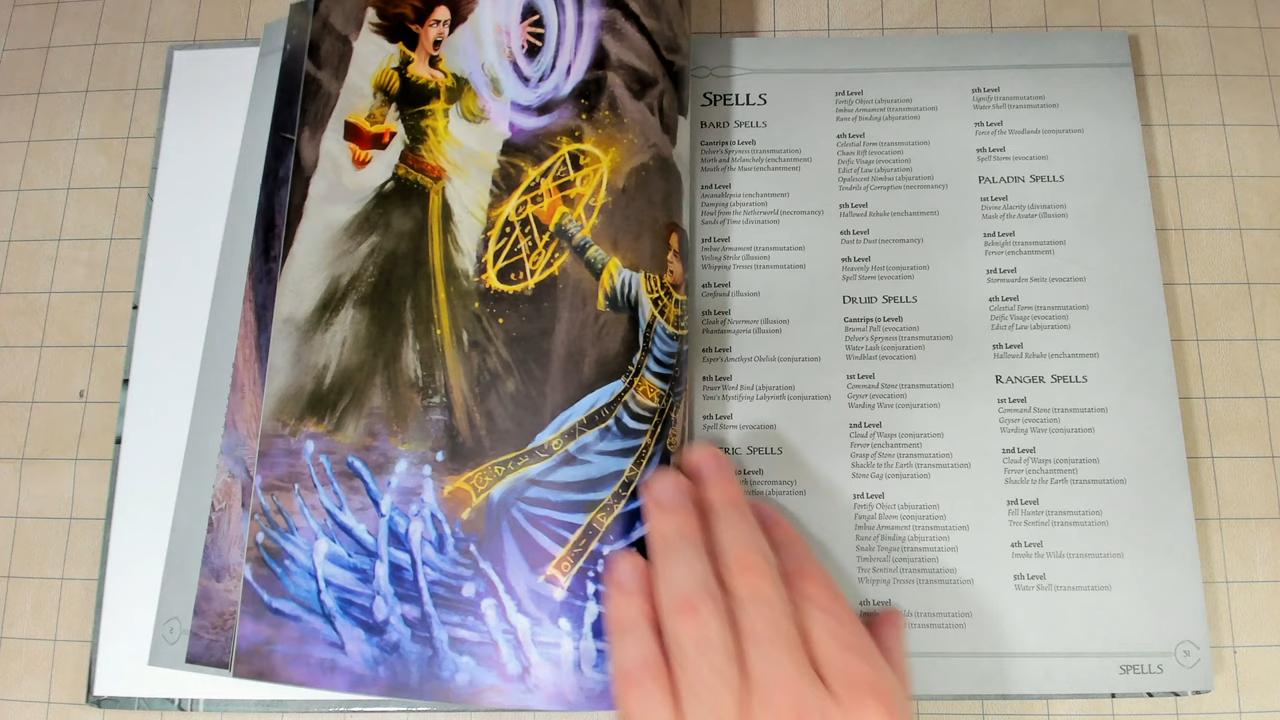 SPELLS
BARD SPELLS
Cantrips (0 Level)
Delver's Spryness (transmutation)
Mirth and Melancholy (enchantment)
Mouth of the Muse (enchantment)
2nd Level
Arcanaklepsia (enchantment)
Damping (abjuration)
Howl from the Netherworld (necromancy)
Sands of Time (divination)
3rd Level
Imbue Armament (transmutation)
Veiling Strike (illusion)
Whipping Tresses (transmutation)
4th Level
Confound (illusion)
5th Level
Cloak of Nevermore (illusion)
Phantasmagoria (illusion)
6th Level
Esper's Amethyst Obelisk (conjuration)
8th Level
Power Word Bind (abjuration)
Yoni's Mystifying Labyrinth (conjuration)
9th Level
Spell Storm (evocation)
SPELLS
(0 Level)
(necromancy)
(abjuration)
3rd Level
Fortify Object (abjuration)
Imbue Armament (transmutation)
Rune of Binding (abjuration)
4th Level
Celestial Form (transmutation)
Chaos Rift (evocation)
Deific Visage (evocation)
Edict of Law (abjuration)
Opalescent Nimbus (abjuration)
Tendrils of Corruption (necromancy)
5th Level
Hallowed Rebuke (enchantment)
6th Level
Dust to Dust (necromancy)
9th Level
Heavenly Host (conjuration)
Spell Storm (evocation)
DRUID SPELLS
Cantrips (0 Level)
Brumal Pall (evocation)
Delver's Spryness (transmutation)
Water Lash (conjuration)
Windblast (evocation)
1st Level
Command Stone (transmutation)
Geyser (evocation)
Warding Wave (conjuration)
2nd Level
Cloud of Wasps (conjuration)
Fervor (enchantment)
Grasp of Stone (transmutation)
Shackle to the Earth (transmutation)
Stone Gag (conjuration)
3rd Level
Fortify Object (abjuration)
Fungal Bloom (conjuration)
Imbue Armament (transmutation)
Rune of Binding (abjuration)
Snake Tongue (transmutation)
Timbercall (conjuration)
Tree Sentinel (transmutation)
Whipping Tresses (transmutation)
4th Level
(transmutation)
(transmutation)
5th Level
Lignify (transmutation)
Water Shell (transmutation)
7th Level
Force of the Woodlands (conjuration)
9th Level
Spell Storm (evocation)
PALADIN SPELLS
1st Level
Divine Alacrity (divination)
Mask of the Avatar (illusion)
2nd Level
Beknight (transmutation)
Fervor (enchantment)
3rd Level
Stormwarden Smite (evocation)
4th Level
Celestial Form (transmutation)
Deific Visage (evocation)
Edict of Law (abjuration)
5th Level
Hallowed Rebuke (enchantment)
RANGER SPELLS
1st Level
Command Stone (transmutation)
Geyser (evocation)
Warding Wave (conjuration)
2nd Level
Cloud of Wasps (conjuration)
Fervor (enchantment)
Shackle to the Earth (transmutation)
3rd Level
Fell Hunter (transmutation)
Tree Sentinel (transmutation)
4th Level
Invoke the Wilds (transmutation)
5th Level
Water Shell (transmutation)
SPELLS
31